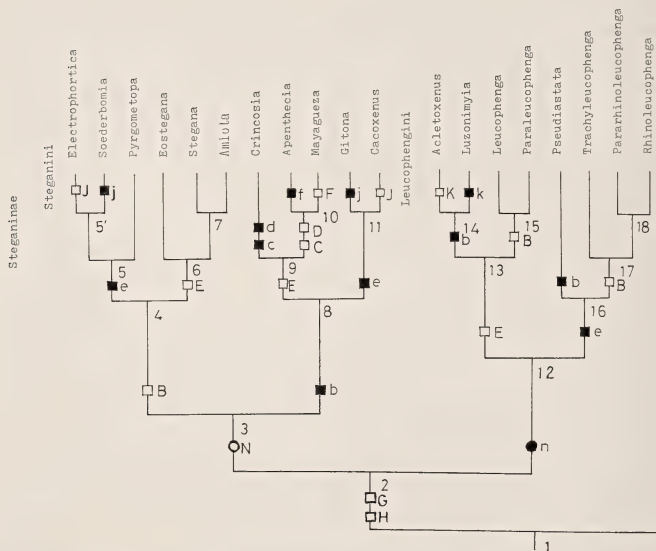 Steganinae
Steganini
Electrophortica
Soederbomia
Pyrgometopa
Eostegana
Stegana
Amiota
Crincosia
Apenthecia
Mayagueza
Gitona
Cacoxenus
Leucophengini
Acletoxenus
Luzonimyia
Leucophenga
Paraleucophenga
Pseudiastata
Trachyleucophenga
Pararhinoleucophenga
Rhinoleucophenga
J j f F j J K k
5' 7 d 10 D 11 14 b 15 B 18
c C
5 6 9 13 17
e E E e b B
4 8 E 16 e
12
B b
3
N n
2
G
H
1